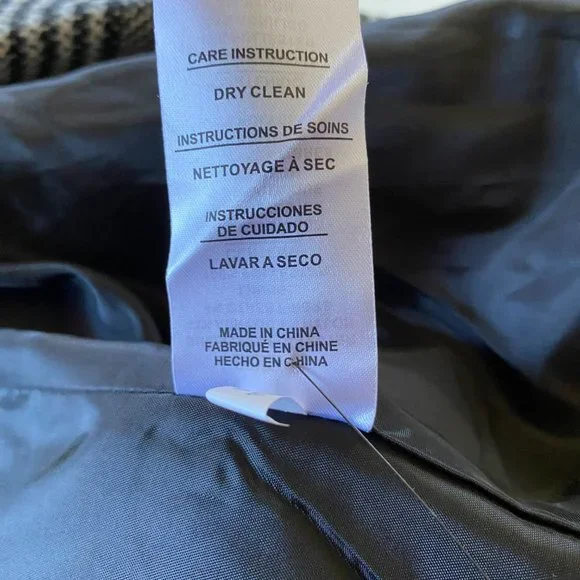 CARE INSTRUCTION
DRY CLEAN
INSTRUCTIONS DE SOINS
NETTOYAGE À SEC
INSTRUCCIONES
DE CUIDADO
LAVAR A SECO
MADE IN CHINA
FABRIQUÉ EN CHINE
HECHO EN CHINA